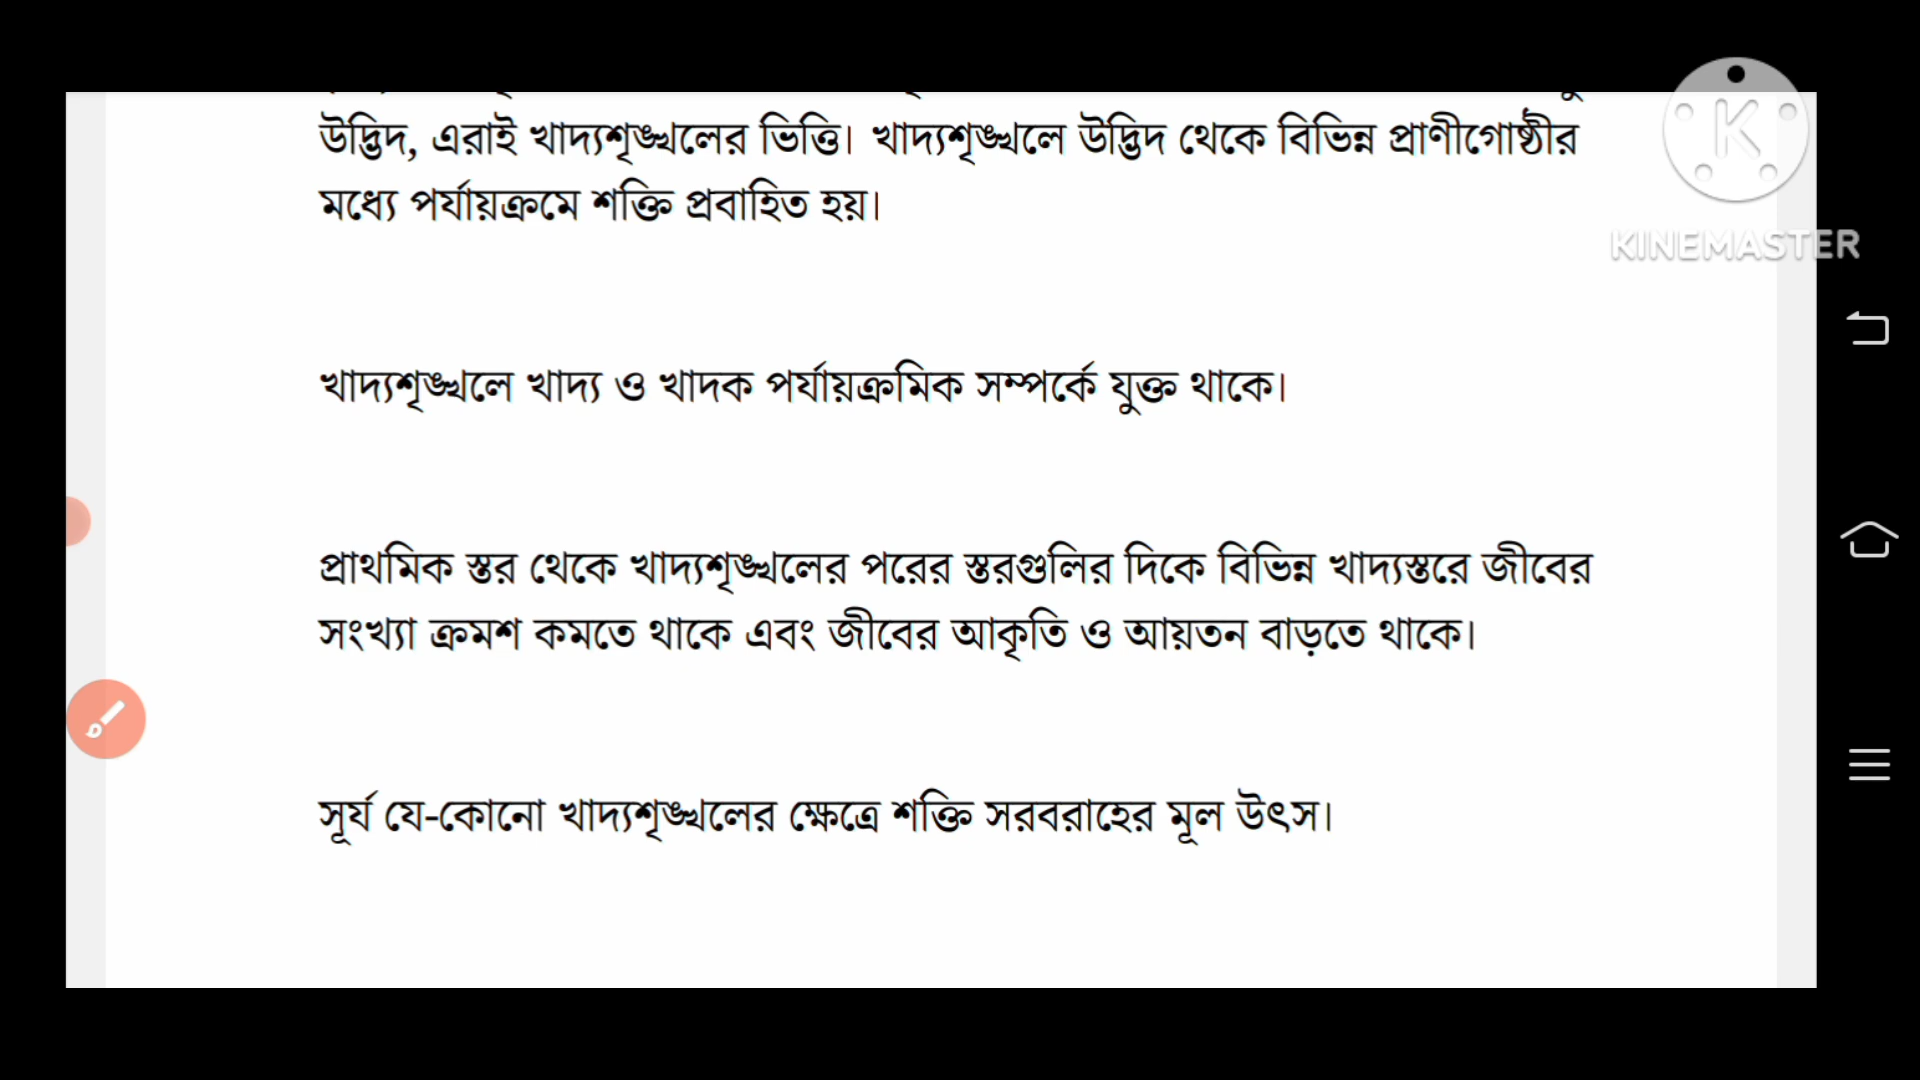 উদ্ভিদ, এরাই খাদ্যশৃঙ্খলের ভিত্তি। খাদ্যশৃঙ্খলে উদ্ভিদ থেকে বিভিন্ন প্রাণীগোষ্ঠীর
মধ্যে পর্যায়ক্রমে শক্তি প্রবাহিত হয়।
খাদ্যশৃঙ্খলে খাদ্য ও খাদক পর্যায়ক্রমিক সম্পর্কে যুক্ত থাকে।
প্রাথমিক স্তর থেকে খাদ্যশৃঙ্খলের পরের স্তরগুলির দিকে বিভিন্ন খাদ্যস্তরে জীবের
সংখ্যা ক্রমশ কমতে থাকে এবং জীবের আকৃতি ও আয়তন বাড়তে থাকে।
সূর্য যে-কোনো খাদ্যশৃঙ্খলের ক্ষেত্রে শক্তি সরবরাহের মূল উৎস।
K
KINEMASTER